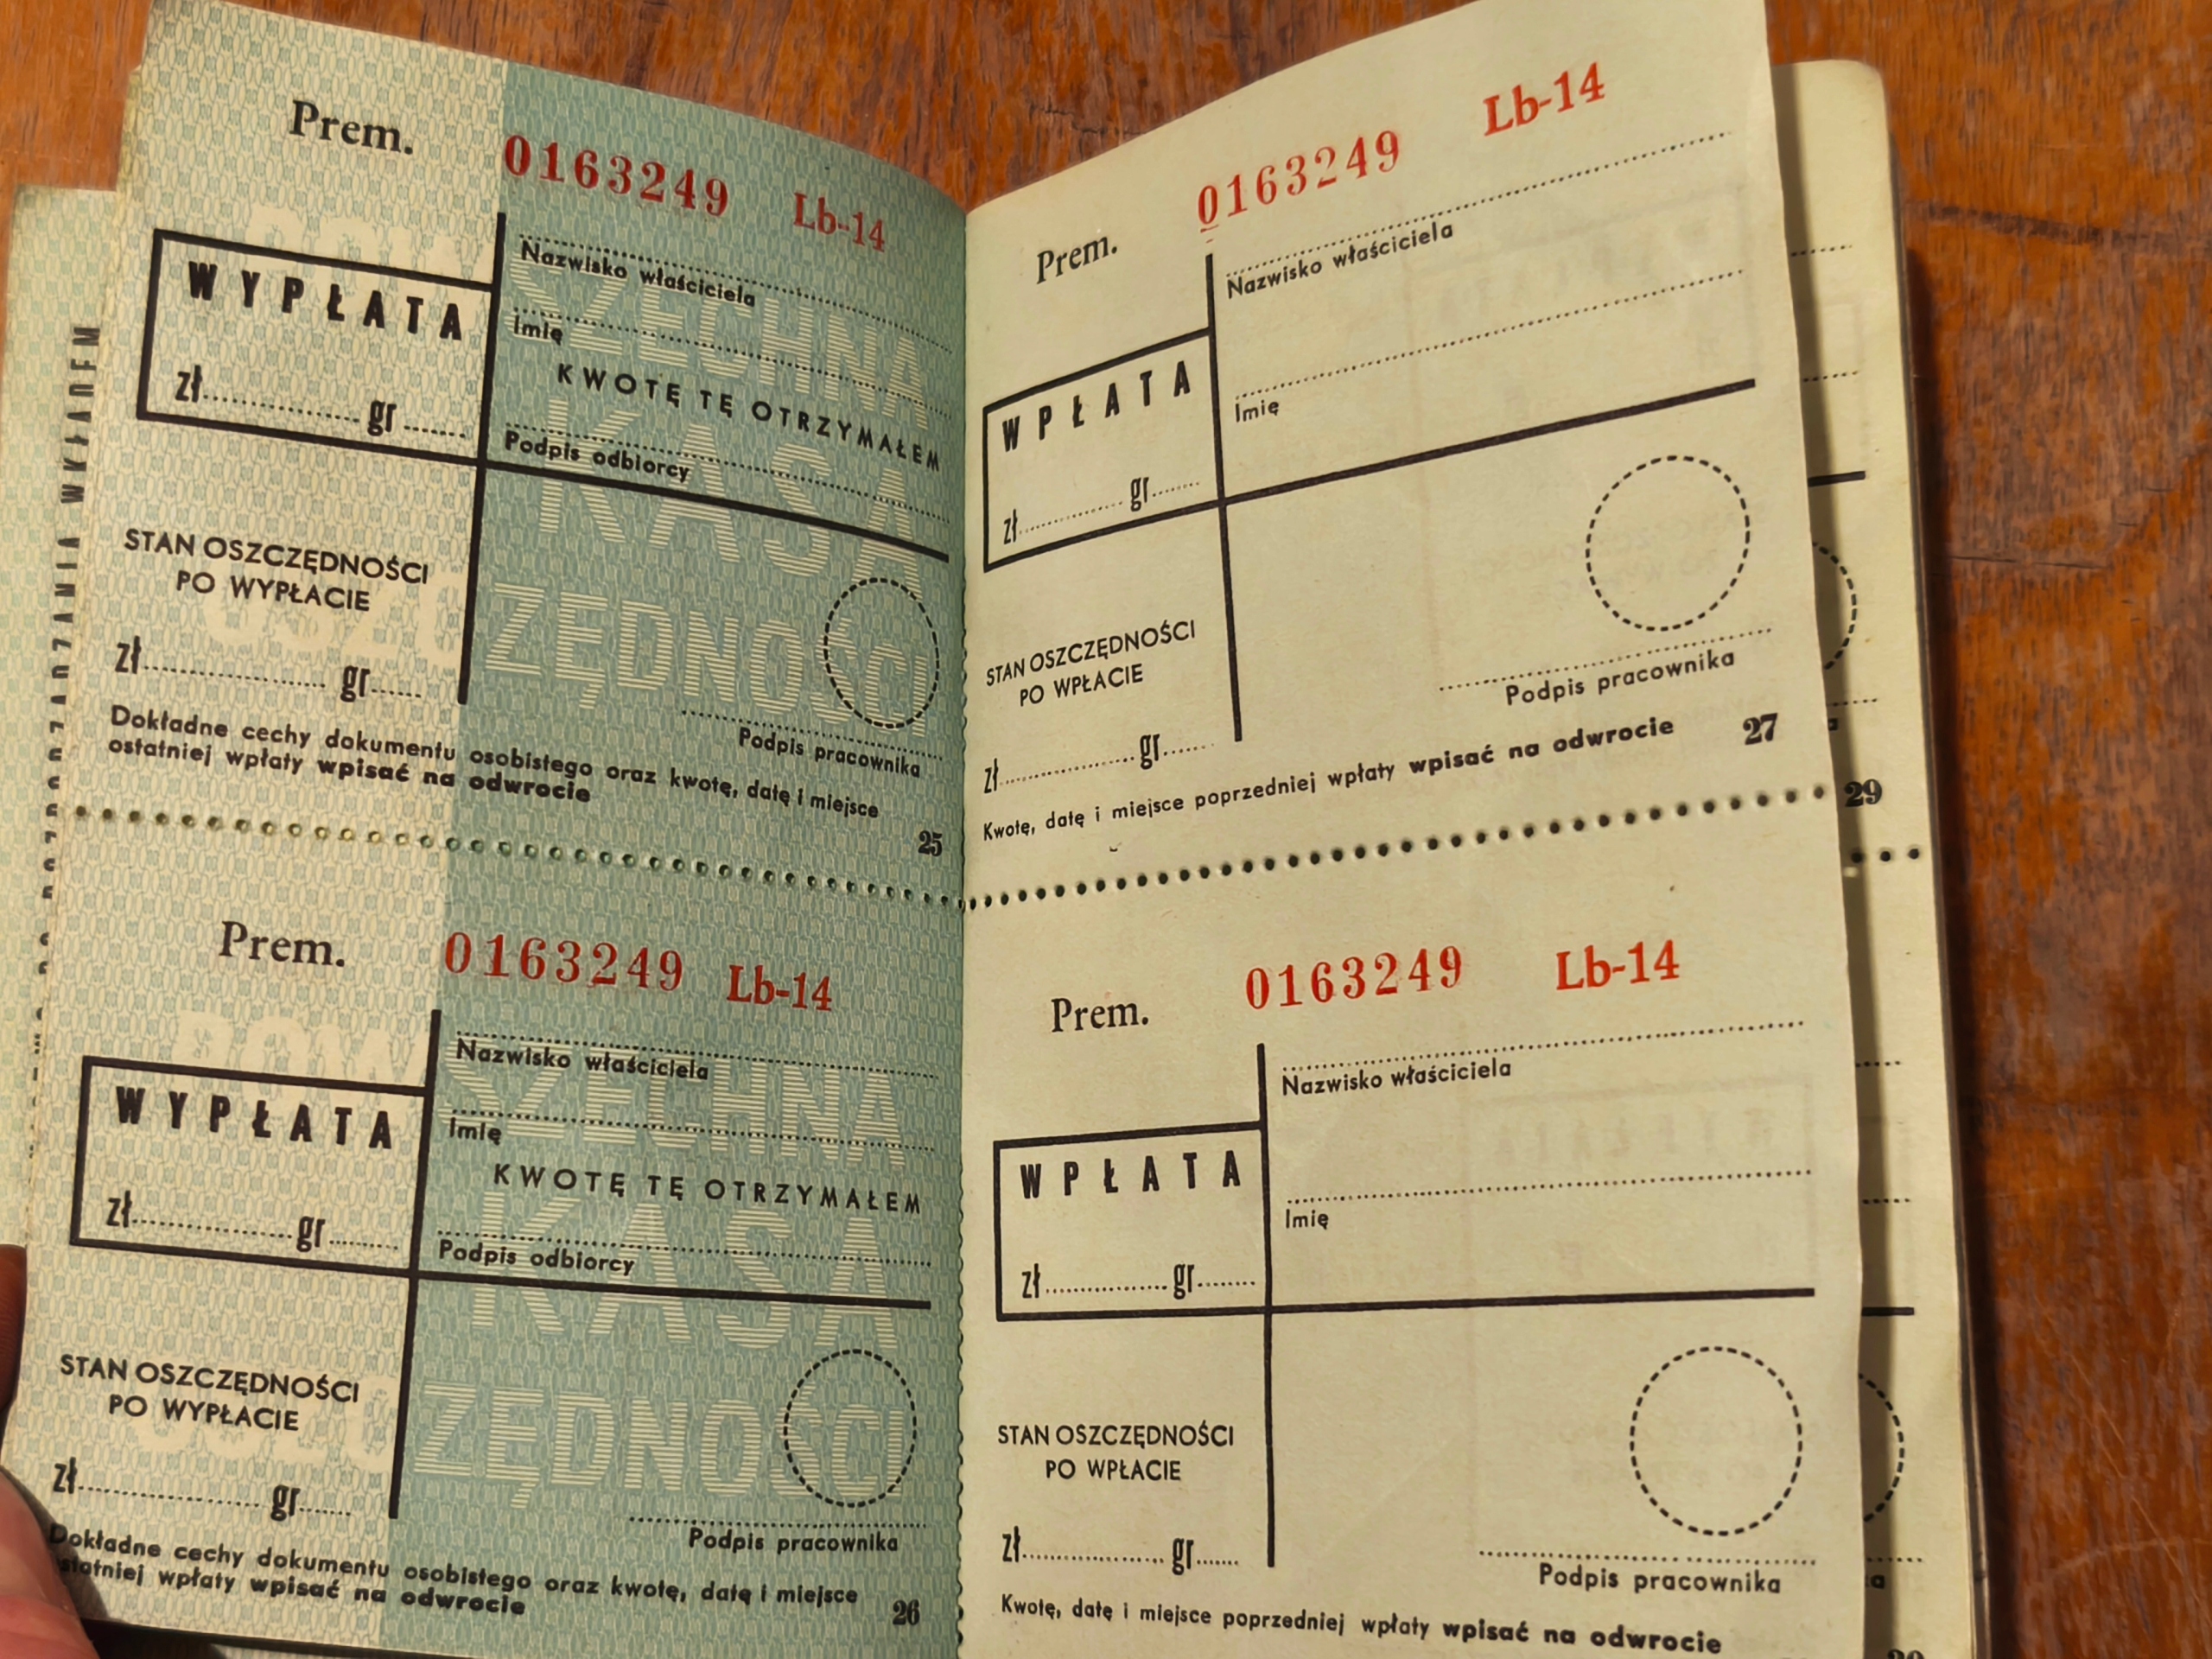 Prem.
0163249 Lb-14
Nazwisko właściciela
WYPŁATA
Imię
KWOTĘ TĘ OTRZYMAŁEM
zł.................... gr........
Podpis odbiorcy
STAN OSZCZĘDNOŚCI
PO WYPŁACIE
zł.................... gr........
Podpis pracownika
Dokładne cechy dokumentu osobistego oraz kwotę, datę i miejsce
ostatniej wpłaty wpisać na odwrocie
25
SZECHNA
KASA
ZĘDNOŚCI
Prem.
0163249 Lb-14
Nazwisko właściciela
WYPŁATA
Imię
KWOTĘ TĘ OTRZYMAŁEM
zł.................... gr........
Podpis odbiorcy
STAN OSZCZĘDNOŚCI
PO WYPŁACIE
zł.................... gr........
Podpis pracownika
Dokładne cechy dokumentu osobistego oraz kwotę, datę i miejsce
ostatniej wpłaty wpisać na odwrocie
26
SZECHNA
KASA
ZĘDNOŚCI
Prem.
0163249 Lb-14
Nazwisko właściciela
WPŁATA
Imię
zł.................... gr........
STAN OSZCZĘDNOŚCI
PO WPŁACIE
zł.................... gr........
Podpis pracownika
Kwotę, datę i miejsce poprzedniej wpłaty wpisać na odwrocie
27
29
Prem.
0163249 Lb-14
Nazwisko właściciela
WPŁATA
Imię
zł.................... gr........
STAN OSZCZĘDNOŚCI
PO WPŁACIE
zł.................... gr........
Podpis pracownika
Kwotę, datę i miejsce poprzedniej wpłaty wpisać na odwrocie